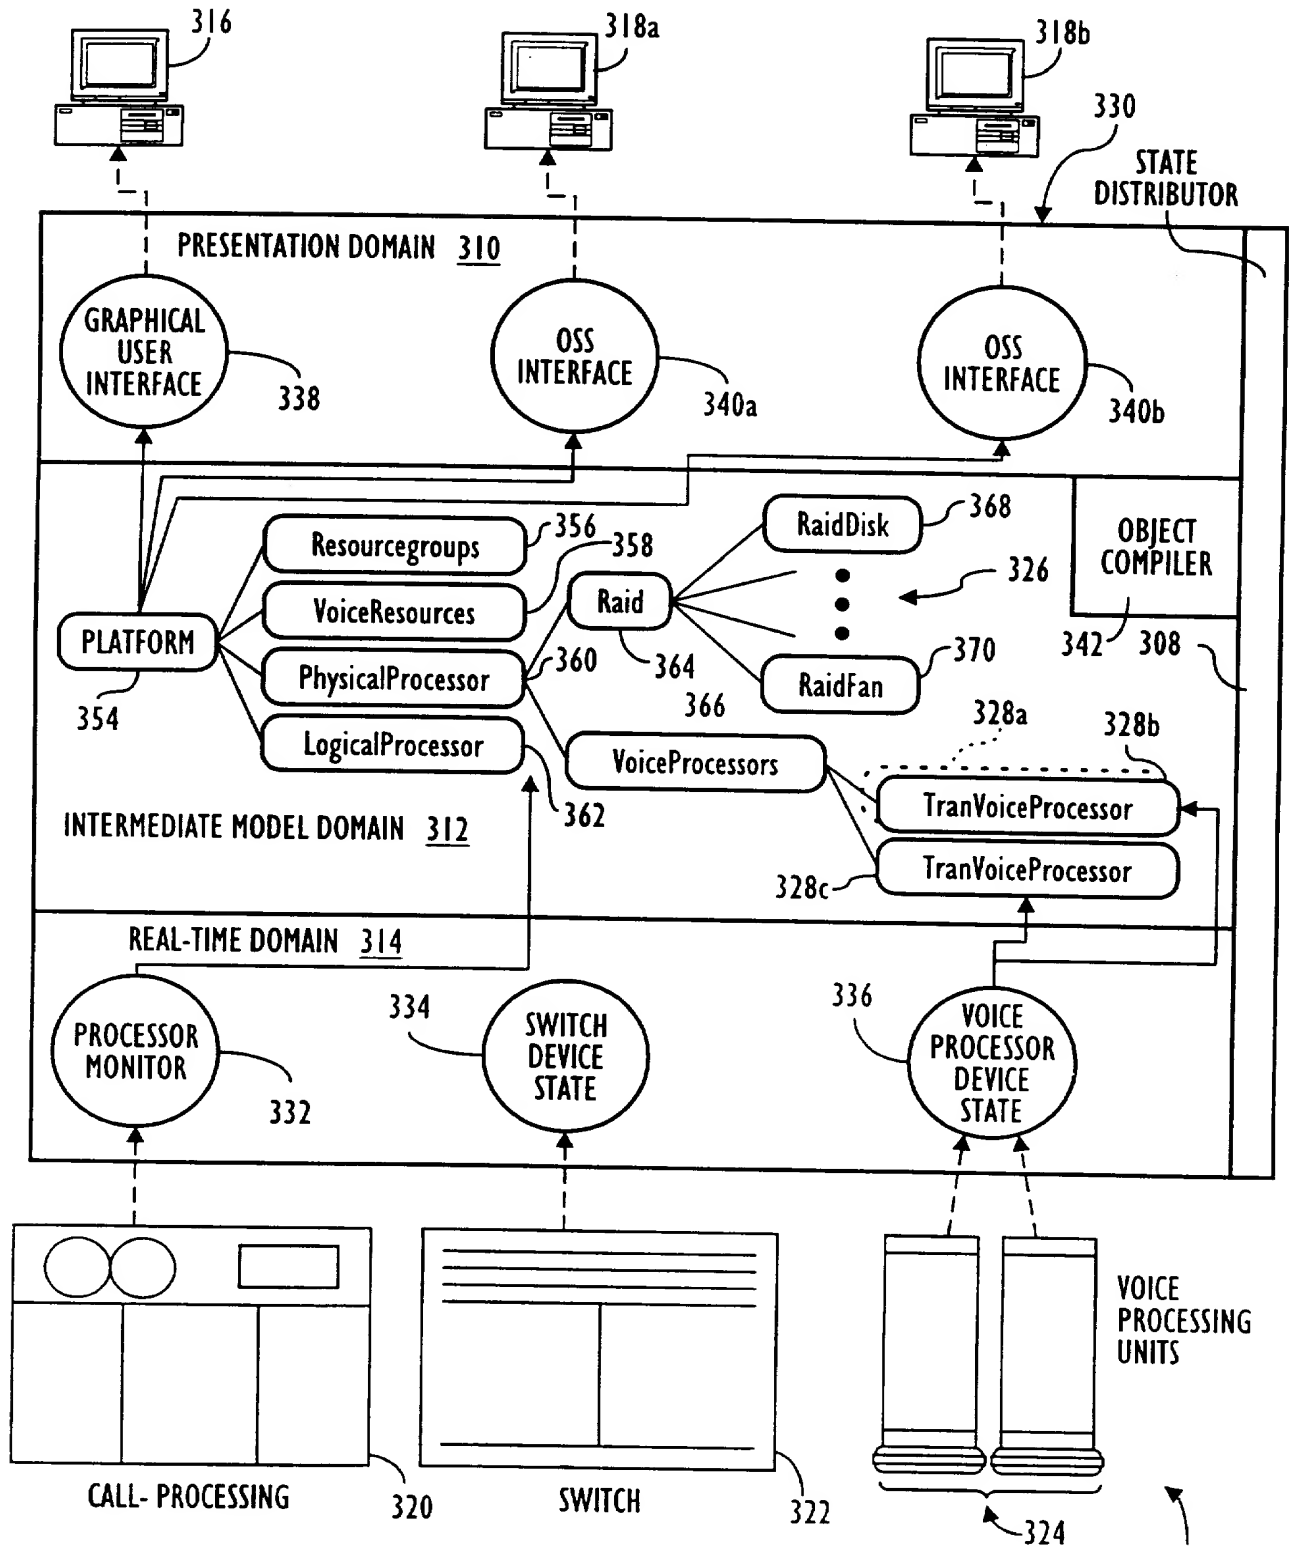 316
318a
318b
330
STATE
DISTRIBUTOR
PRESENTATION DOMAIN 310
GRAPHICAL
USER
INTERFACE
338
OSS
INTERFACE
340a
OSS
INTERFACE
340b
Resourcegroups
356
358
VoiceResources
PLATFORM
354
PhysicalProcessor
360
LogicalProcessor
362
Raid
364
366
RaidDisk
368
326
RaidFan
370
OBJECT
COMPILER
342
308
328a
328b
VoiceProcessors
TranVoiceProcessor
TranVoiceProcessor
328c
INTERMEDIATE MODEL DOMAIN 312
REAL-TIME DOMAIN 314
PROCESSOR
MONITOR
332
334
SWITCH
DEVICE
STATE
336
VOICE
PROCESSOR
DEVICE
STATE
VOICE
PROCESSING
UNITS
CALL- PROCESSING
320
SWITCH
322
324